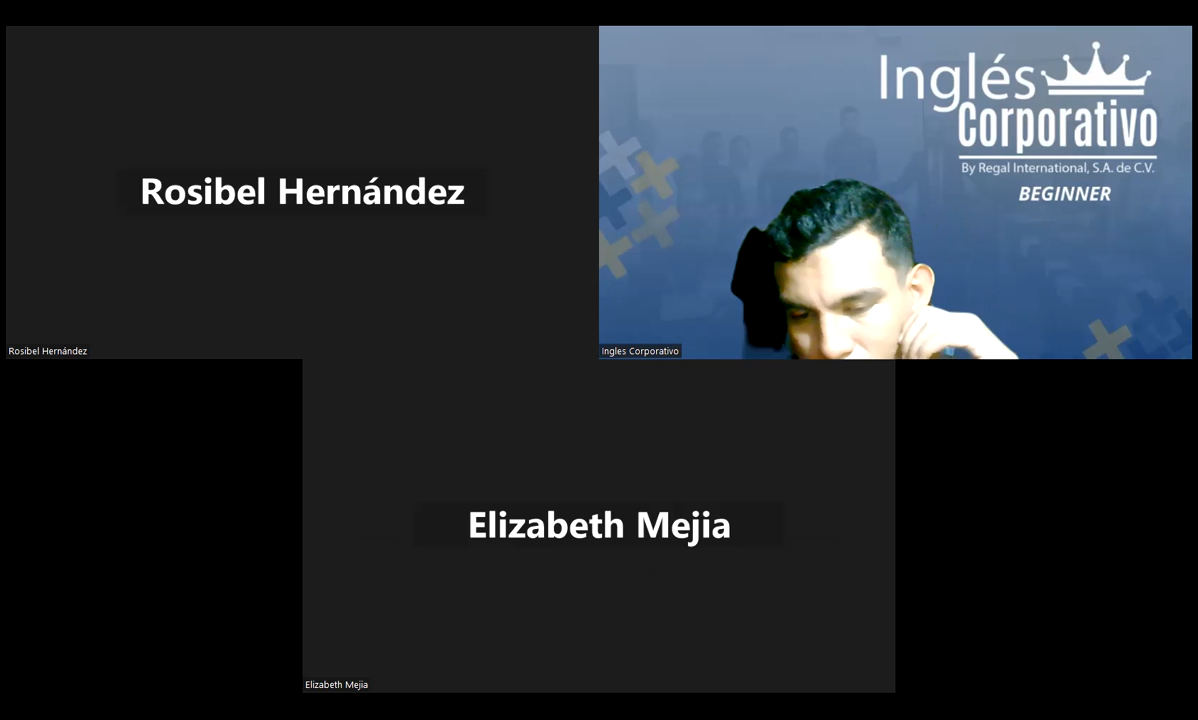 Rosibel Hernández
Rosibel Hernández
Inglés
Corporativo
By Regal International, S.A. de C.V.
BEGINNER
Ingles Corporativo
Elizabeth Mejia
Elizabeth Mejia